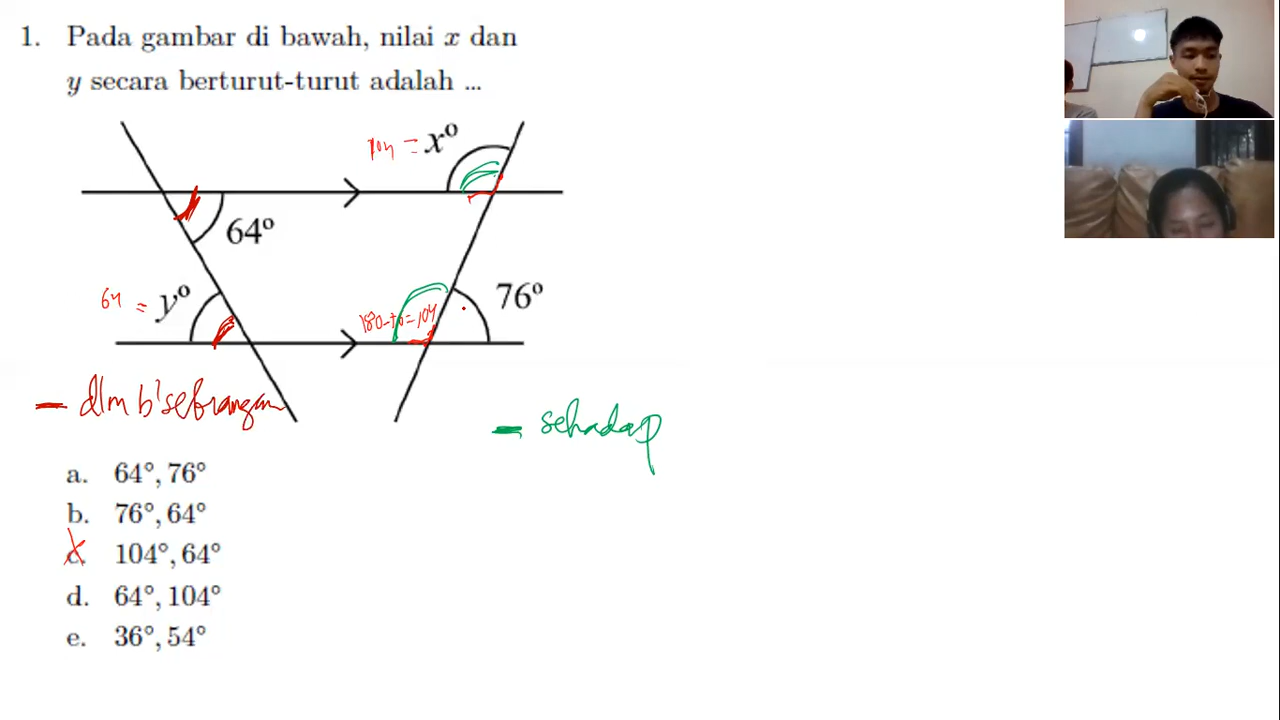 1. Pada gambar di bawah, nilai x dan
y secara berturut-turut adalah ...
104 = x°
64°
64 = y°
76°
180-76=104
- dlm b'sebrangan
- sehadap
a. 64°, 76°
b. 76°, 64°
c. 104°, 64°
d. 64°, 104°
e. 36°, 54°